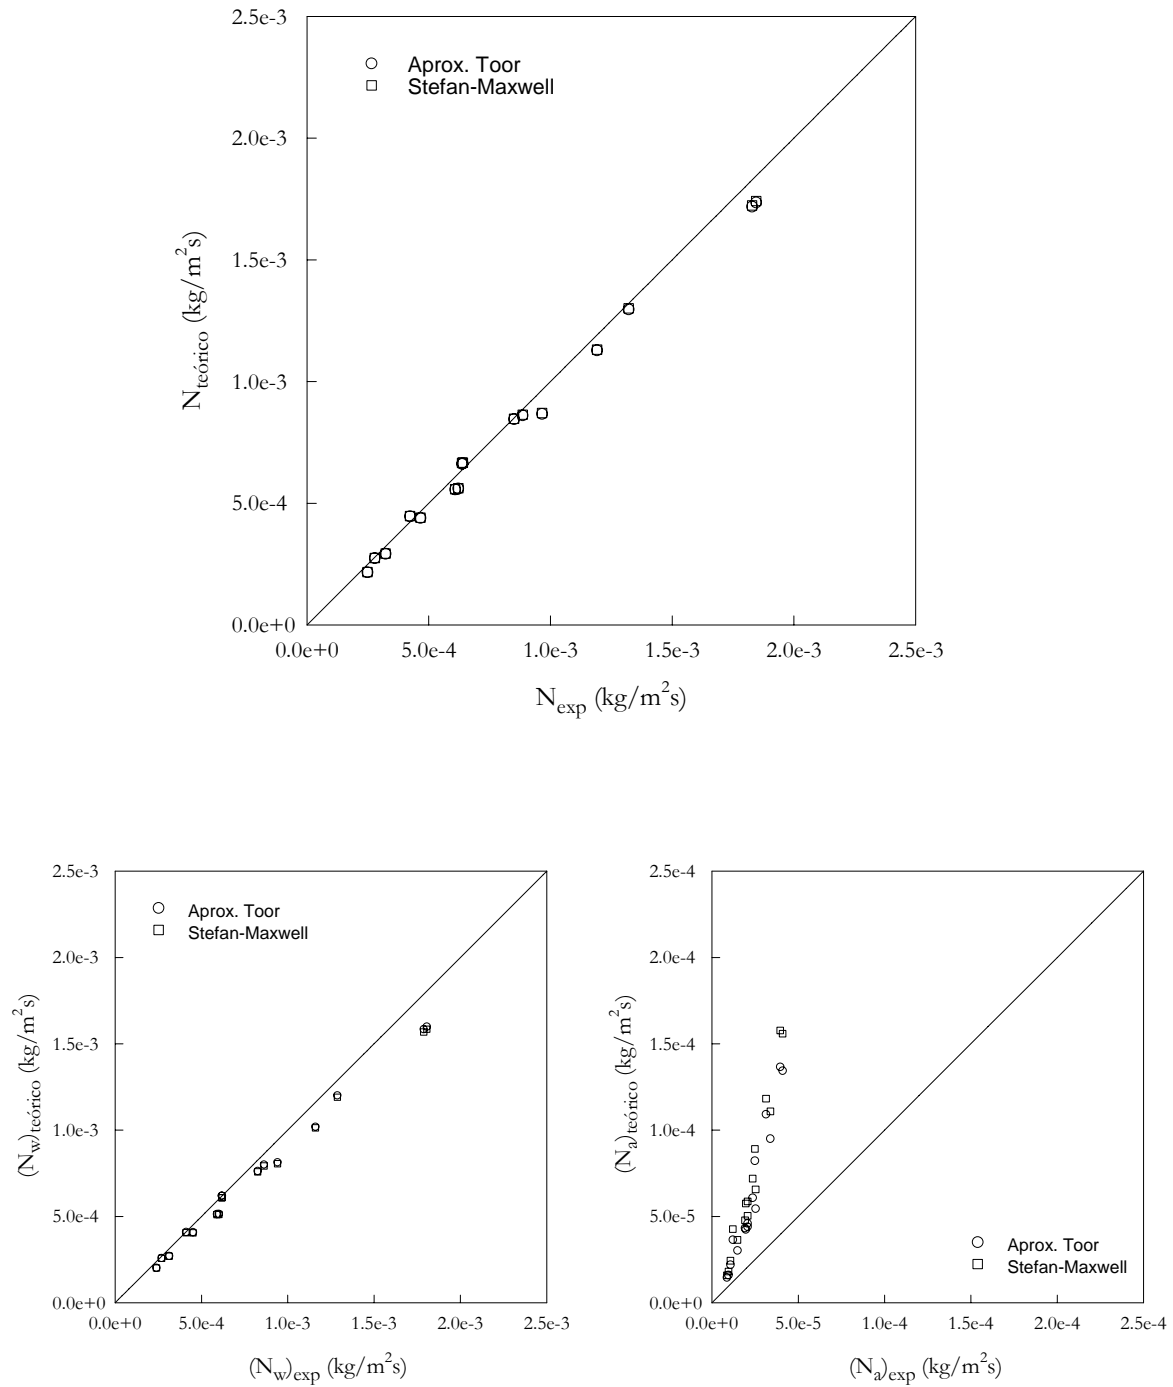 2.5e-3
Aprox. Toor
Stefan-Maxwell
2.0e-3
1.5e-3
1.0e-3
5.0e-4
0.0e+0
N_teórico (kg/m²s)
0.0e+0 5.0e-4 1.0e-3 1.5e-3 2.0e-3 2.5e-3
N_exp (kg/m²s)
2.5e-3
Aprox. Toor
Stefan-Maxwell
2.0e-3
1.5e-3
1.0e-3
5.0e-4
0.0e+0
(N_w)_teórico (kg/m²s)
0.0e+0 5.0e-4 1.0e-3 1.5e-3 2.0e-3 2.5e-3
(N_w)_exp (kg/m²s)
2.5e-4
2.0e-4
1.5e-4
1.0e-4
5.0e-5
0.0e+0
(N_a)_teórico (kg/m²s)
Aprox. Toor
Stefan-Maxwell
0.0e+0 5.0e-5 1.0e-4 1.5e-4 2.0e-4 2.5e-4
(N_a)_exp (kg/m²s)